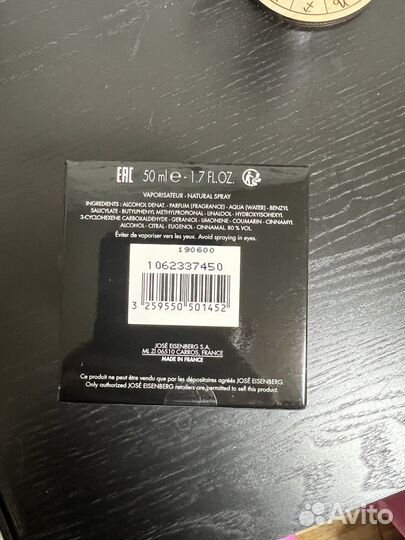 EAC 50 ml e - 1.7 FL.OZ.
VAPORISATEUR - NATURAL SPRAY
INGREDIENTS : ALCOHOL DENAT. - PARFUM (FRAGRANCE) - AQUA (WATER) - BENZYL
SALICYLATE - BUTYLPHENYL METHYLPROPIONAL - LINALOOL - HYDROXYISOHEXYL
3-CYCLOHEXENE CARBOXALDEHYDE - GERANIOL - LIMONENE - COUMARIN - CINNAMYL
ALCOHOL - CITRAL - EUGENOL - CINNAMAL 80 % VOL.
Éviter de vaporiser vers les yeux. Avoid spraying in eyes.
190600
1062337450
3 259550 501452
JOSÉ EISENBERG S.A.
ML ZI 06510 CARROS, FRANCE
MADE IN FRANCE
Ce produit ne peut être vendu que par les dépositaires agréés JOSÉ EISENBERG.
Only authorized JOSÉ EISENBERG retailers are permitted to sell this product.
Avito